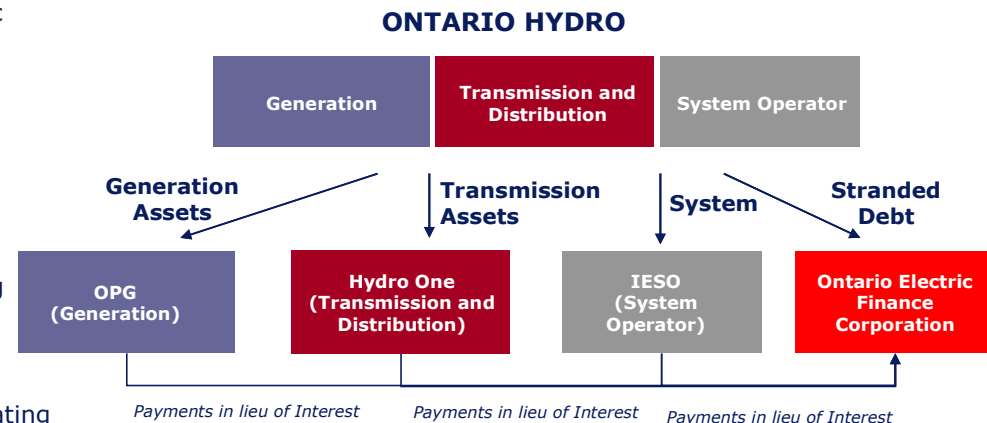 ONTARIO HYDRO
Generation
Transmission and
Distribution
System Operator
Generation
Assets
Transmission
Assets
System
Stranded
Debt
OPG
(Generation)
Hydro One
(Transmission and
Distribution)
IESO
(System
Operator)
Ontario Electric
Finance
Corporation
Payments in lieu of Interest
Payments in lieu of Interest
Payments in lieu of Interest